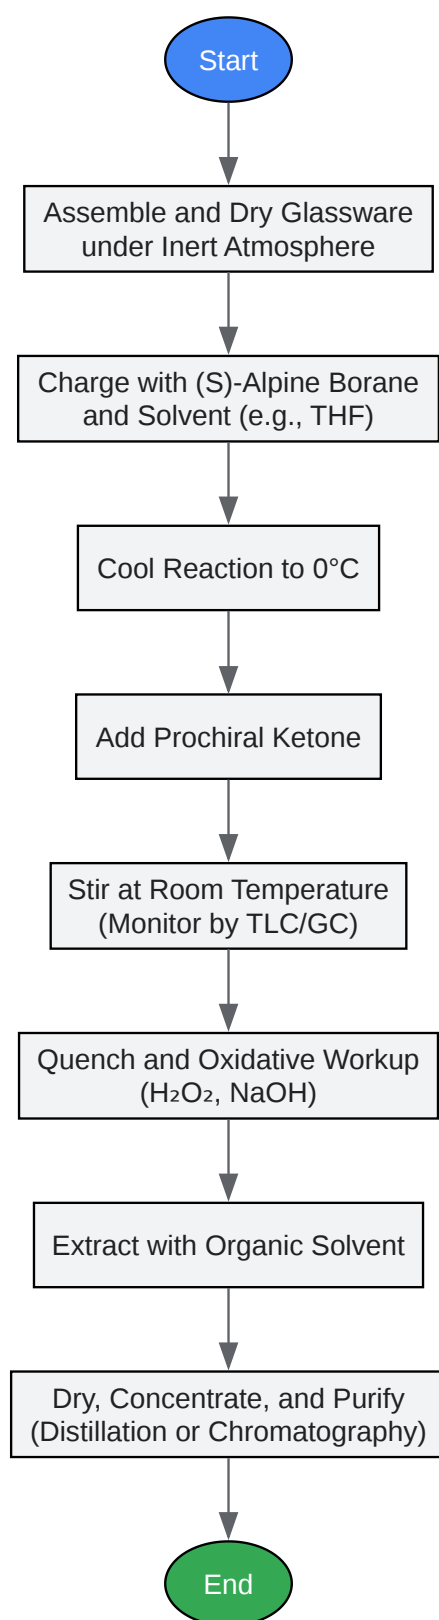 Start
Assemble and Dry Glassware
under Inert Atmosphere
Charge with (S)-Alpine Borane
and Solvent (e.g., THF)
Cool Reaction to 0°C
Add Prochiral Ketone
Stir at Room Temperature
(Monitor by TLC/GC)
Quench and Oxidative Workup
(H₂O₂, NaOH)
Extract with Organic Solvent
Dry, Concentrate, and Purify
(Distillation or Chromatography)
End